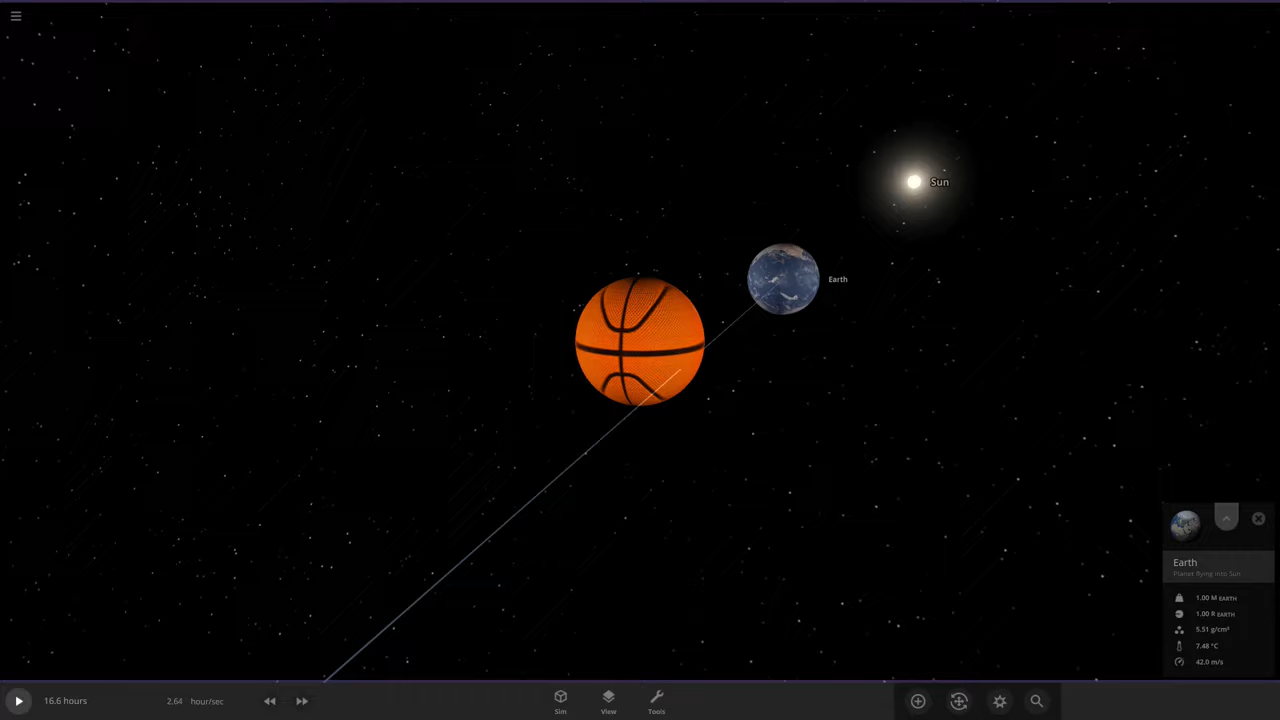 Sun
Earth
Earth
Planet flying into Sun
1.00 M EARTH
1.00 R EARTH
5.51 g/cm³
7.48 °C
42.0 m/s
16.6 hours
2.64 hour/sec
Sim
View
Tools